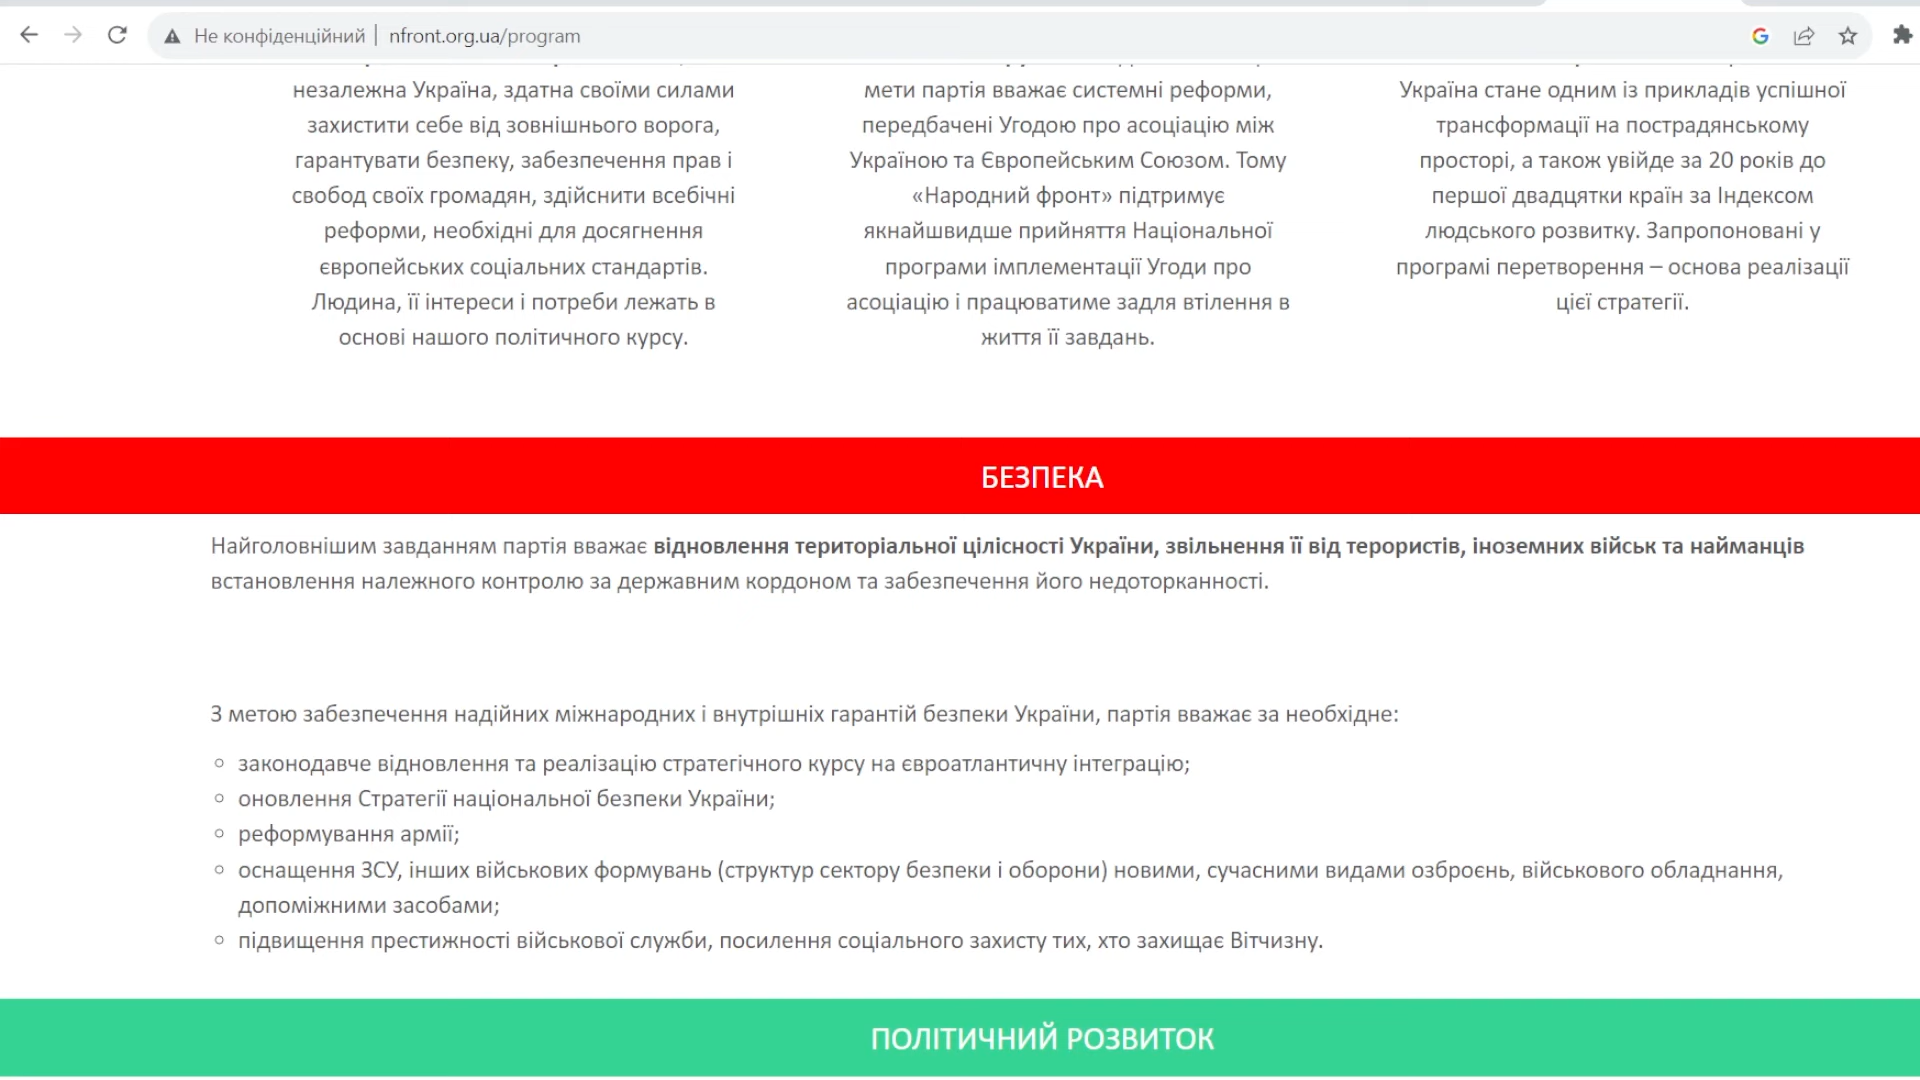 Не конфіденційний
nfront.org.ua/program
незалежна Україна, здатна своїми силами
захистити себе від зовнішнього ворога,
гарантувати безпеку, забезпечення прав і
свобод своїх громадян, здійснити всебічні
реформи, необхідні для досягнення
європейських соціальних стандартів.
Людина, її інтереси і потреби лежать в
основі нашого політичного курсу.
мети партія вважає системні реформи,
передбачені Угодою про асоціацію між
Україною та Європейським Союзом. Тому
«Народний фронт» підтримує
якнайшвидше прийняття Національної
програми імплементації Угоди про
асоціацію і працюватиме задля втілення в
життя її завдань.
Україна стане одним із прикладів успішної
трансформації на пострадянському
просторі, а також увійде за 20 років до
першої двадцятки країн за Індексом
людського розвитку. Запропоновані у
програмі перетворення – основа реалізації
цієї стратегії.
БЕЗПЕКА
Найголовнішим завданням партія вважає відновлення територіальної цілісності України, звільнення її від терористів, іноземних військ та найманців
встановлення належного контролю за державним кордоном та забезпечення його недоторканності.
З метою забезпечення надійних міжнародних і внутрішніх гарантій безпеки України, партія вважає за необхідне:
законодавче відновлення та реалізацію стратегічного курсу на євроатлантичну інтеграцію;
оновлення Стратегії національної безпеки України;
реформування армії;
оснащення ЗСУ, інших військових формувань (структур сектору безпеки і оборони) новими, сучасними видами озброєнь, військового обладнання,
допоміжними засобами;
підвищення престижності військової служби, посилення соціального захисту тих, хто захищає Вітчизну.
ПОЛІТИЧНИЙ РОЗВИТОК